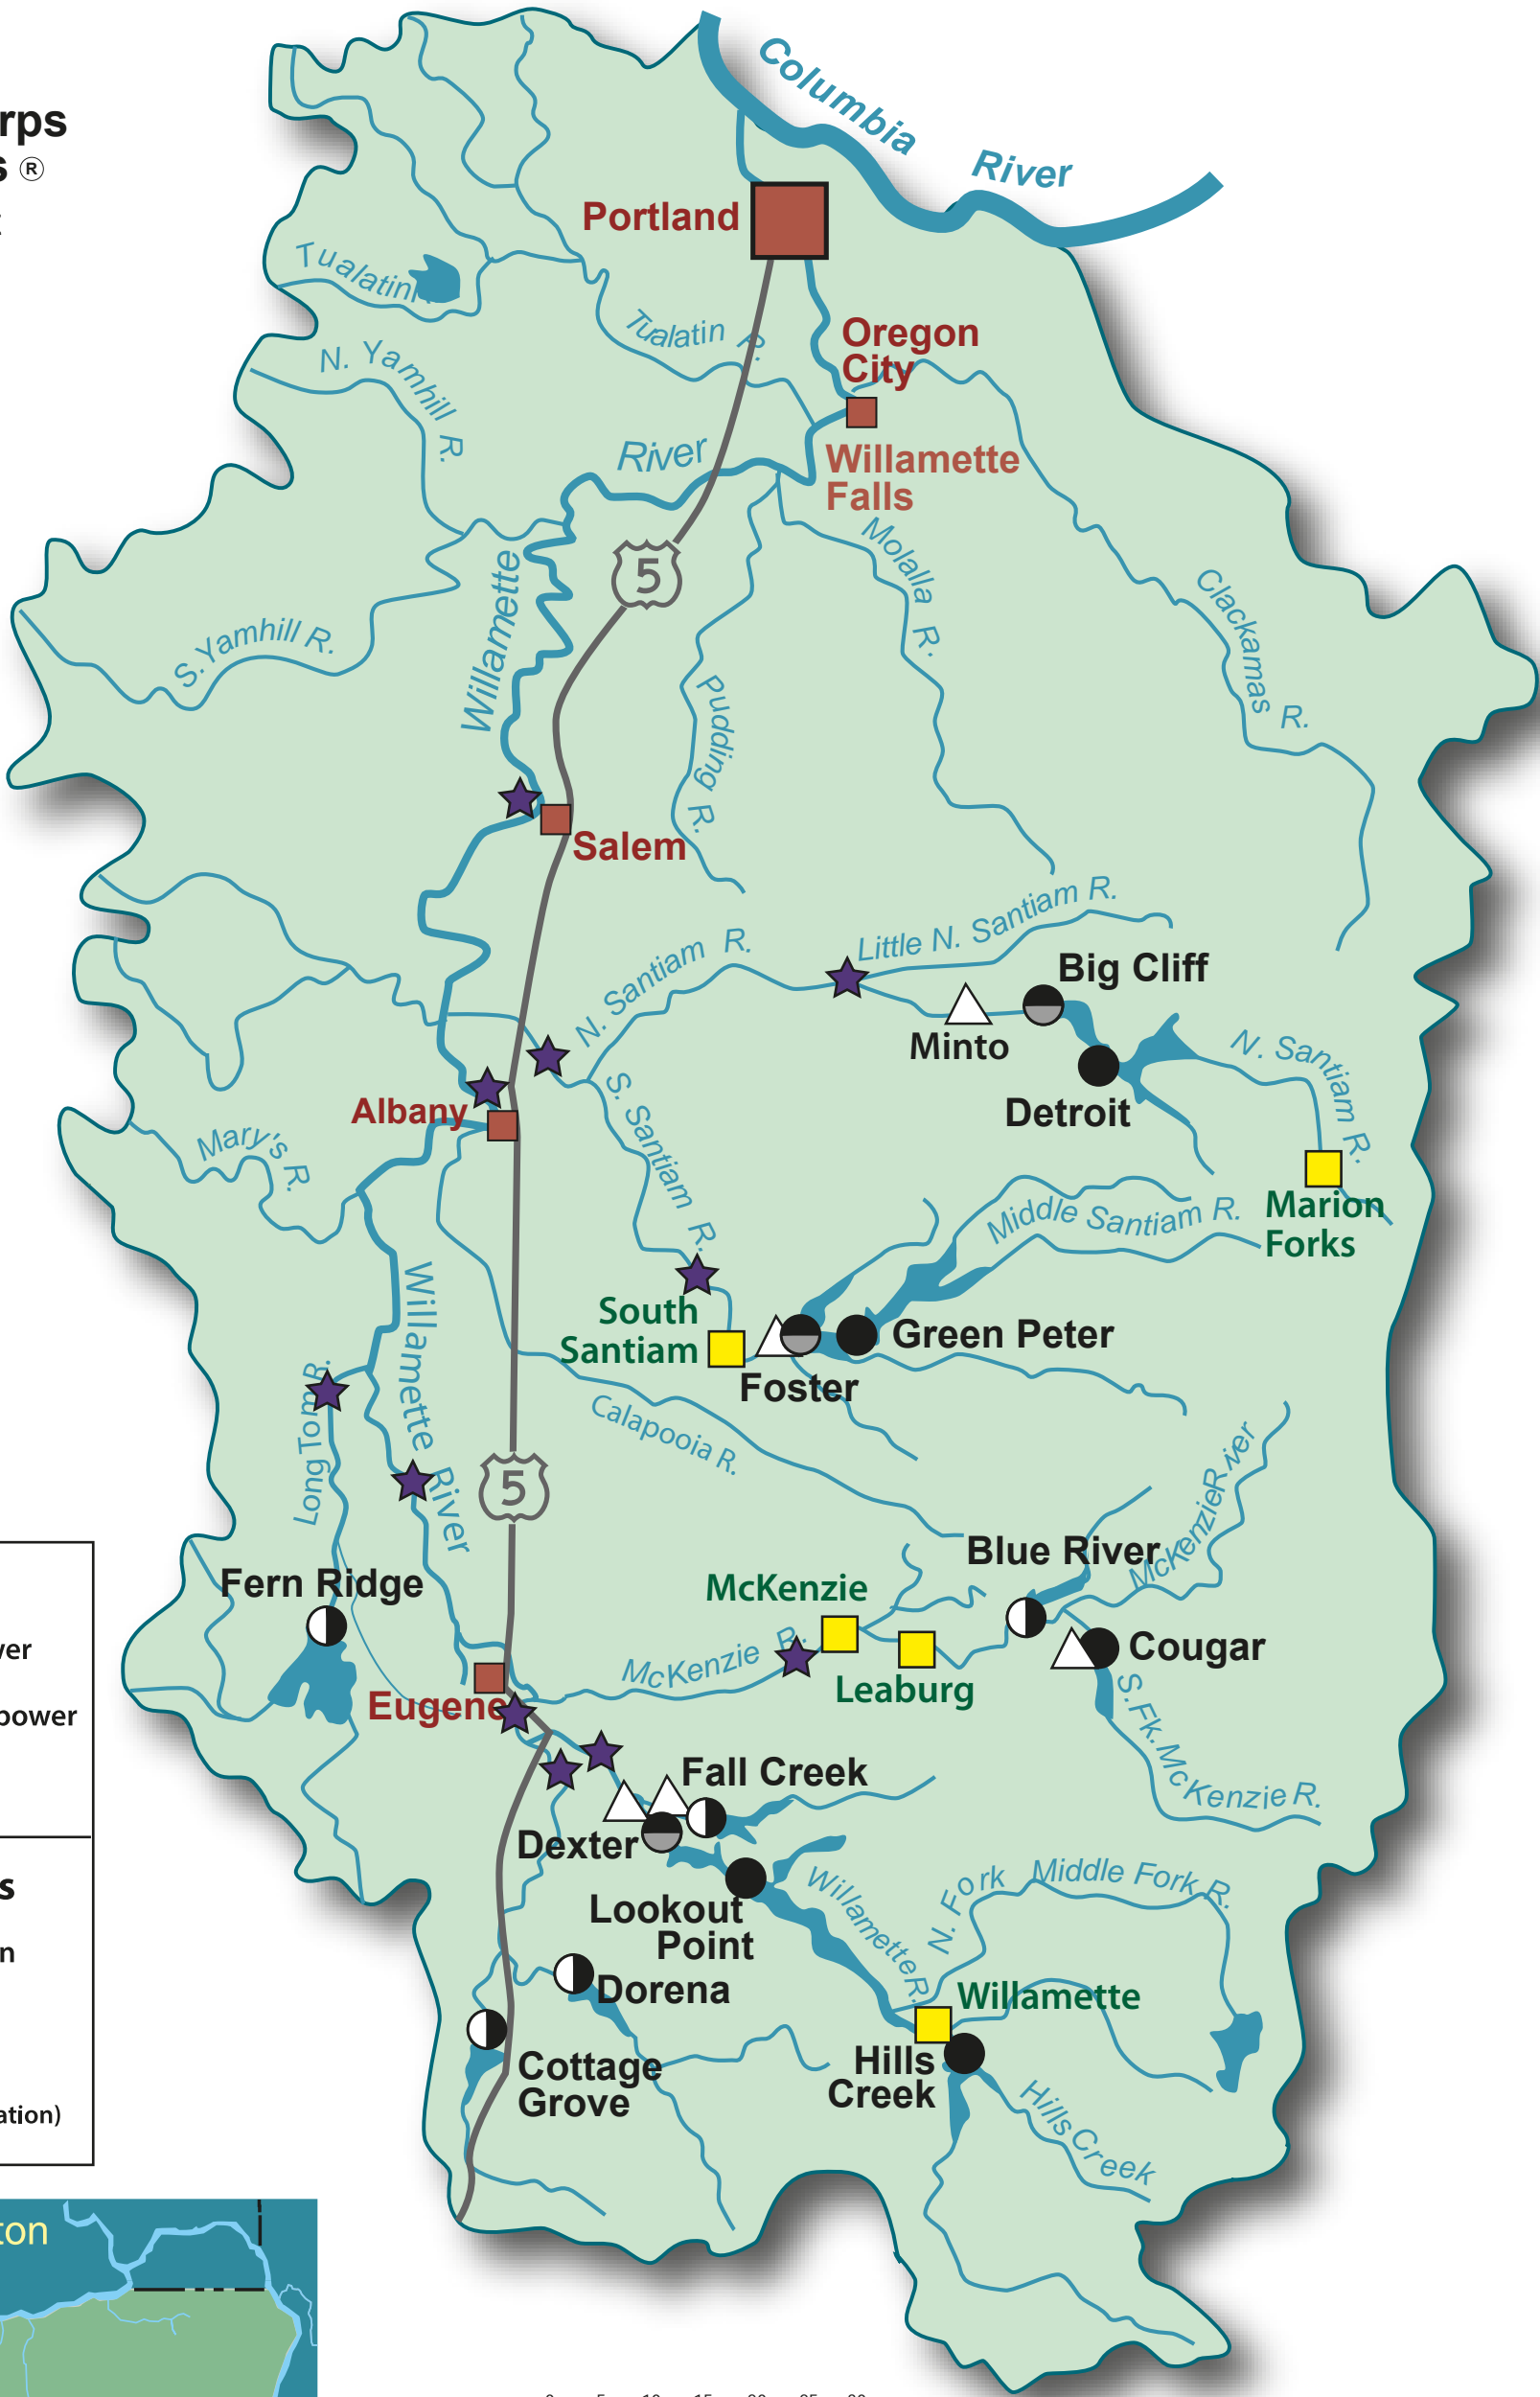 rps
s ®
Columbia River
Portland
Tualatin
Tualatin R.
Oregon
City
N. Yamhill R.
River
Willamette
Falls
5
Molalla R.
Willamette
Clackamas R.
S. Yamhill R.
Pudding R.
Salem
Little N. Santiam R.
N. Santiam R.
Big Cliff
Minto
N. Santiam R.
Detroit
Albany
S. Santiam R.
Mary's R.
Marion
Forks
Middle Santiam R.
Willamette River
South
Santiam
Green Peter
Foster
Long Tom R.
Calapooia R.
5
McKenzie River
Blue River
Fern Ridge
McKenzie
McKenzie R.
Cougar
Leaburg
Eugene
ver
power
S. Fk. McKenzie R.
Fall Creek
Dexter
N. Fork Middle Fork R.
Willamette R.
Lookout
Point
s
n
Dorena
Willamette
Hills
Creek
Cottage
Grove
Hills Creek
ation)
ton